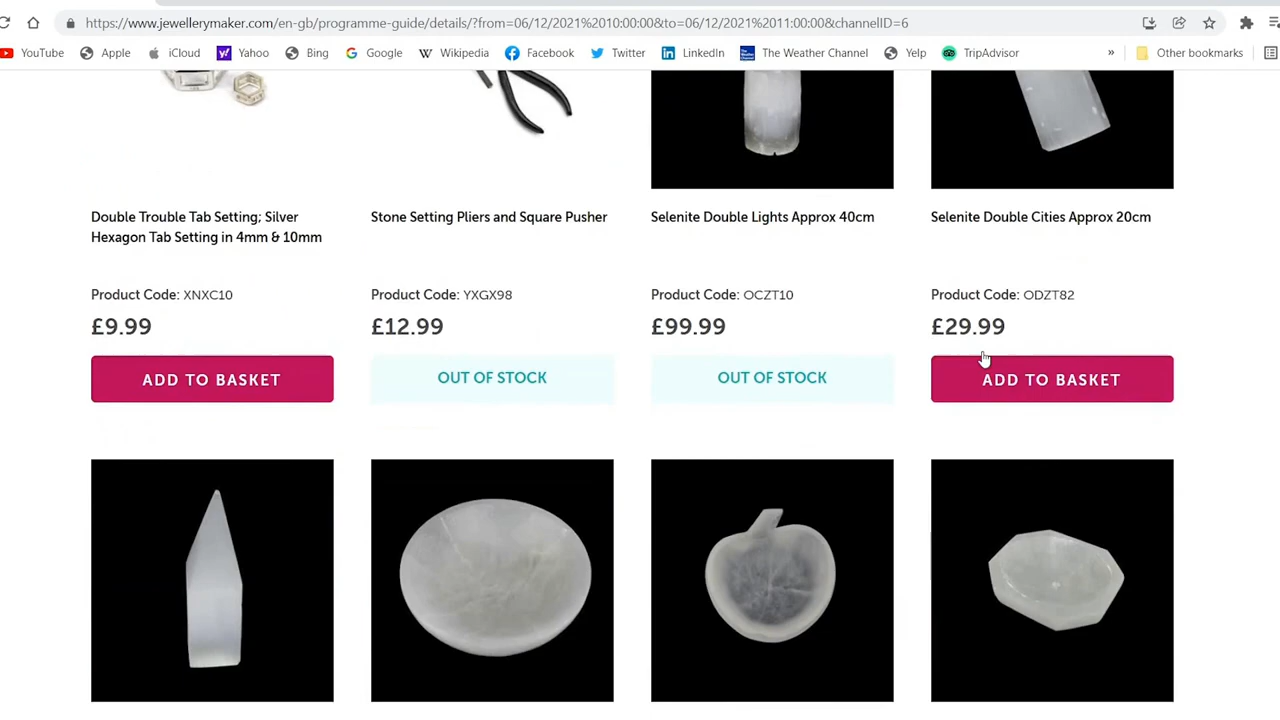 https://www.jewellerymaker.com/en-gb/programme-guide/details/?from=06/12/2021%2010:00:00&to=06/12/2021%2011:00:00&channelID=6
YouTube Apple iCloud Yahoo Bing Google Wikipedia Facebook Twitter LinkedIn The Weather Channel Yelp TripAdvisor » Other bookmarks
Double Trouble Tab Setting; Silver
Hexagon Tab Setting in 4mm & 10mm
Product Code: XNXC10
£9.99
ADD TO BASKET
Stone Setting Pliers and Square Pusher
Product Code: YXGX98
£12.99
OUT OF STOCK
Selenite Double Lights Approx 40cm
Product Code: OCZT10
£99.99
OUT OF STOCK
Selenite Double Cities Approx 20cm
Product Code: ODZT82
£29.99
ADD TO BASKET